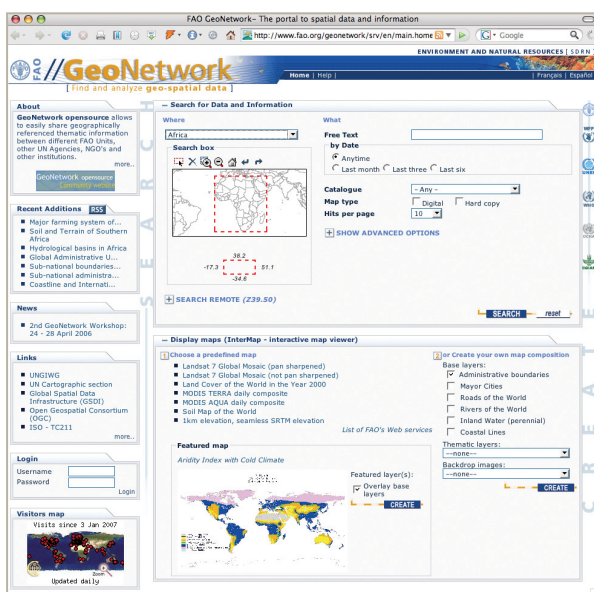 FAO GeoNetwork– The portal to spatial data and information
http://www.fao.org/geonetwork/srv/en/main.home
Google
ENVIRONMENT AND NATURAL RESOURCES [ SDRN ]
FAO
//GeoNetwork
[ Find and analyze geo-spatial data ]
Home | Help |
| Français | Español
About
GeoNetwork opensource allows
to easily share geographically
referenced thematic information
between different FAO Units,
other UN Agencies, NGO's and
other institutions.
more..
GeoNetwork opensource
Community website
Recent Additions RSS
Major farming system of...
Soil and Terrain of Southern
Africa
Hydrological basins in Africa
Global Administrative U...
Sub-national boundaries...
Sub-national administra...
Coastline and Internati...
News
2nd GeoNetwork Workshop:
24 - 28 April 2006
Links
UNGIWG
UN Cartographic section
Global Spatial Data
Infrastructure (GSDI)
Open Geospatial Consortium
(OGC)
ISO - TC211
more..
Login
Username
Password
Login
Visitors map
Visits since 3 Jan 2007
Zoom
Updated daily
SEARCH
– Search for Data and Information
Where
Africa
Search box
38.2
-17.3 51.1
-34.6
+ SEARCH REMOTE (Z39.50)
What
Free Text
by Date
Anytime
Last month Last three Last six
Catalogue - Any -
Map type Digital Hard copy
Hits per page 10
+ SHOW ADVANCED OPTIONS
SEARCH reset
– Display maps (InterMap - interactive map viewer)
1 Choose a predefined map
Landsat 7 Global Mosaic (pan sharpened)
Landsat 7 Global Mosaic (not pan sharpened)
Land Cover of the World in the Year 2000
MODIS TERRA daily composite
MODIS AQUA daily composite
Soil Map of the World
1km elevation, seamless SRTM elevation
List of FAO's Web services
Featured map
Aridity Index with Cold Climate
Featured layer(s):
Overlay base
layers
CREATE
2 or Create your own map composition
Base layers:
Administrative boundaries
Mayor Cities
Roads of the World
Rivers of the World
Inland Water (perennial)
Coastal Lines
Thematic layers:
--none--
Backdrop images:
--none--
CREATE
WFP
WHO